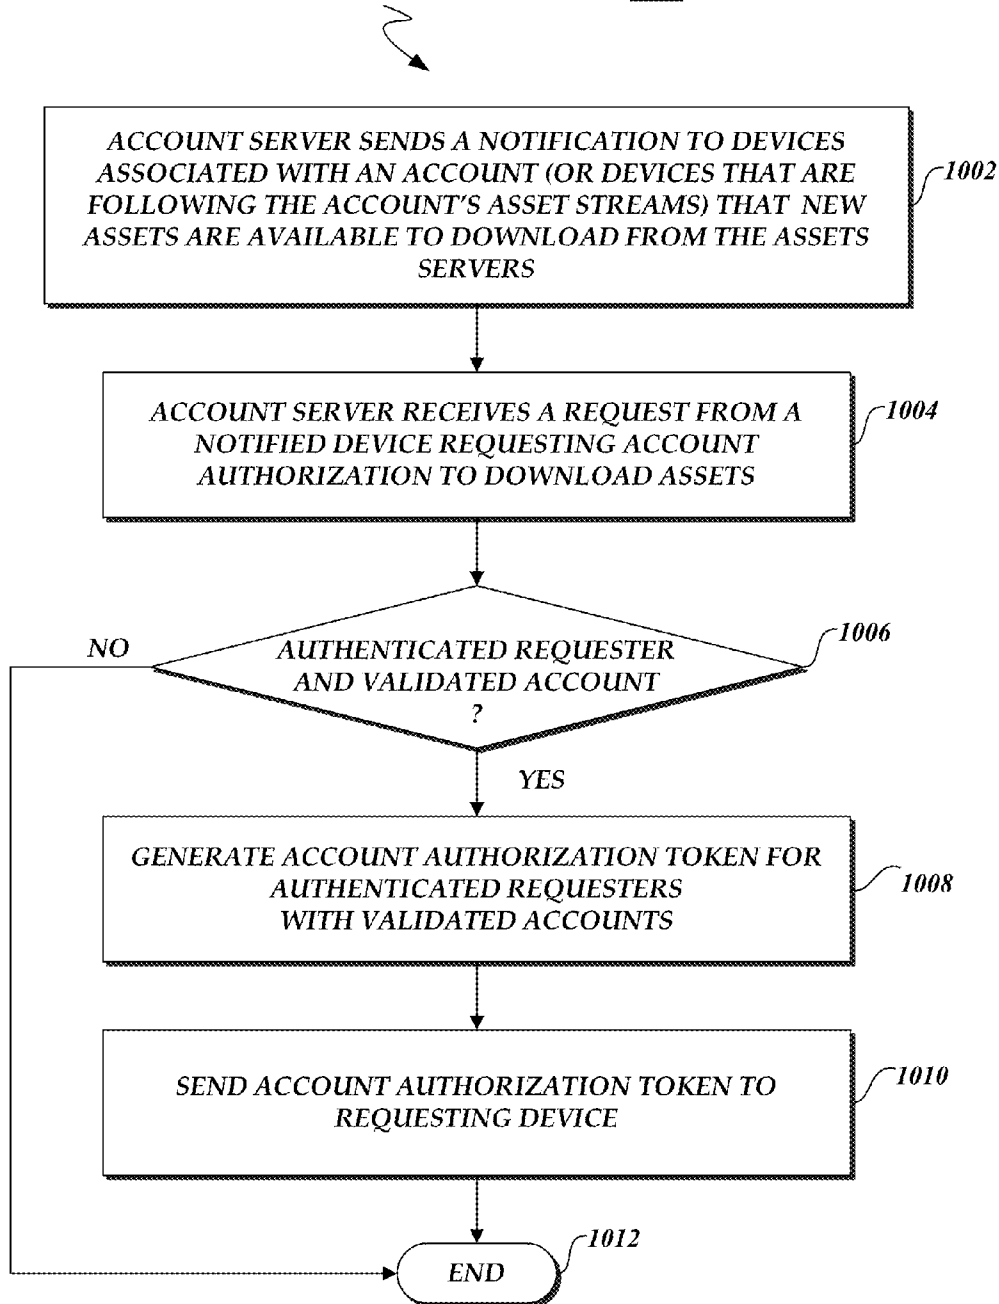 ACCOUNT SERVER SENDS A NOTIFICATION TO DEVICES
ASSOCIATED WITH AN ACCOUNT (OR DEVICES THAT ARE
FOLLOWING THE ACCOUNT'S ASSET STREAMS) THAT NEW
ASSETS ARE AVAILABLE TO DOWNLOAD FROM THE ASSETS
SERVERS
1002
ACCOUNT SERVER RECEIVES A REQUEST FROM A
NOTIFIED DEVICE REQUESTING ACCOUNT
AUTHORIZATION TO DOWNLOAD ASSETS
1004
NO
AUTHENTICATED REQUESTER
AND VALIDATED ACCOUNT
?
1006
YES
GENERATE ACCOUNT AUTHORIZATION TOKEN FOR
AUTHENTICATED REQUESTERS
WITH VALIDATED ACCOUNTS
1008
SEND ACCOUNT AUTHORIZATION TOKEN TO
REQUESTING DEVICE
1010
END
1012